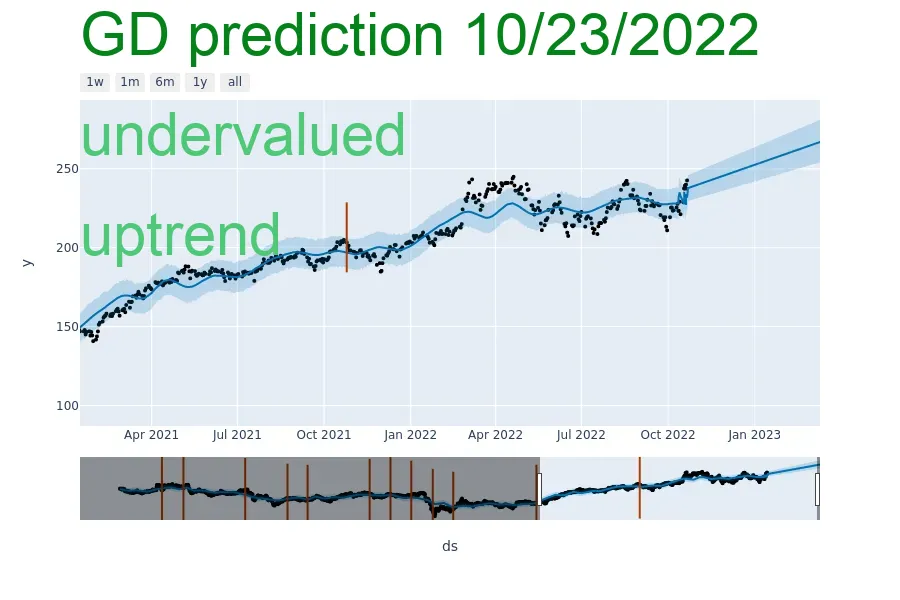 GD prediction 10/23/2022
1w 1m 6m 1y all
undervalued
250
uptrend
200
y
150
100
Apr 2021 Jul 2021 Oct 2021 Jan 2022 Apr 2022 Jul 2022 Oct 2022 Jan 2023
ds